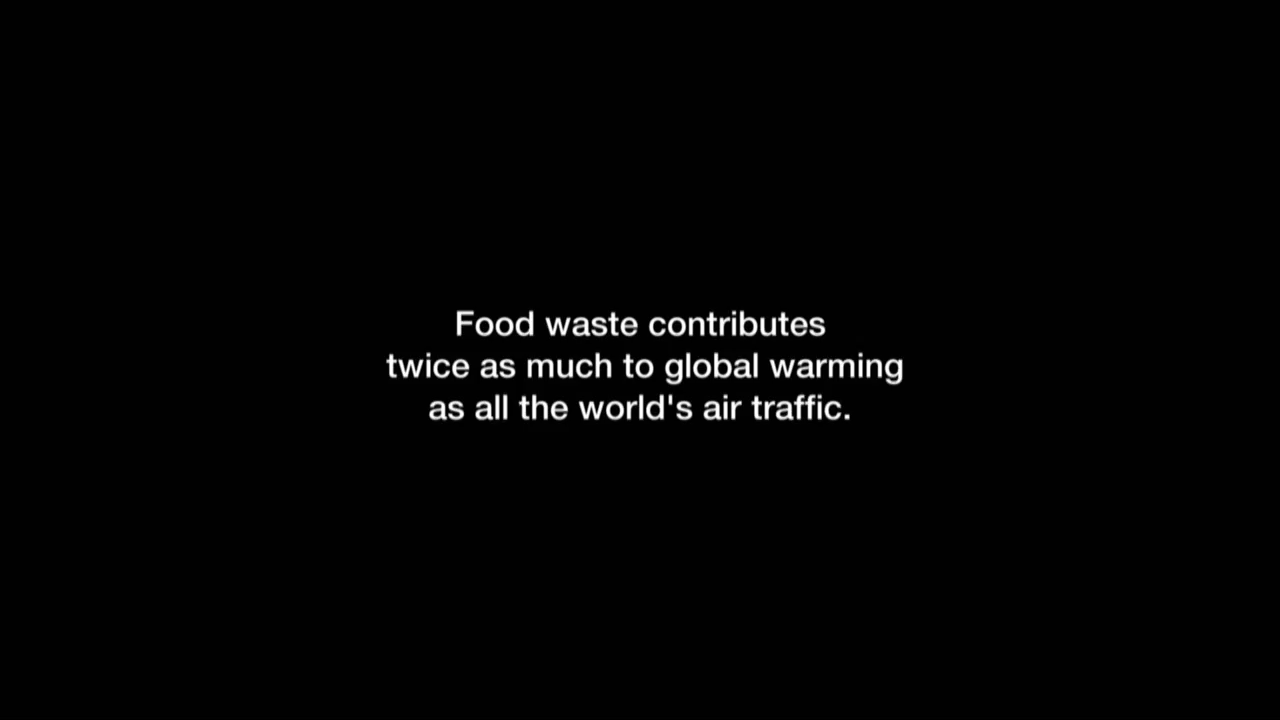 Food waste contributes
twice as much to global warming
as all the world's air traffic.